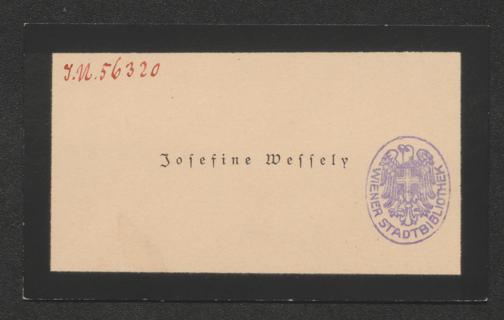 J.N. 56320
Josefine Wessely
WIENER STADTBIBLIOTHEK